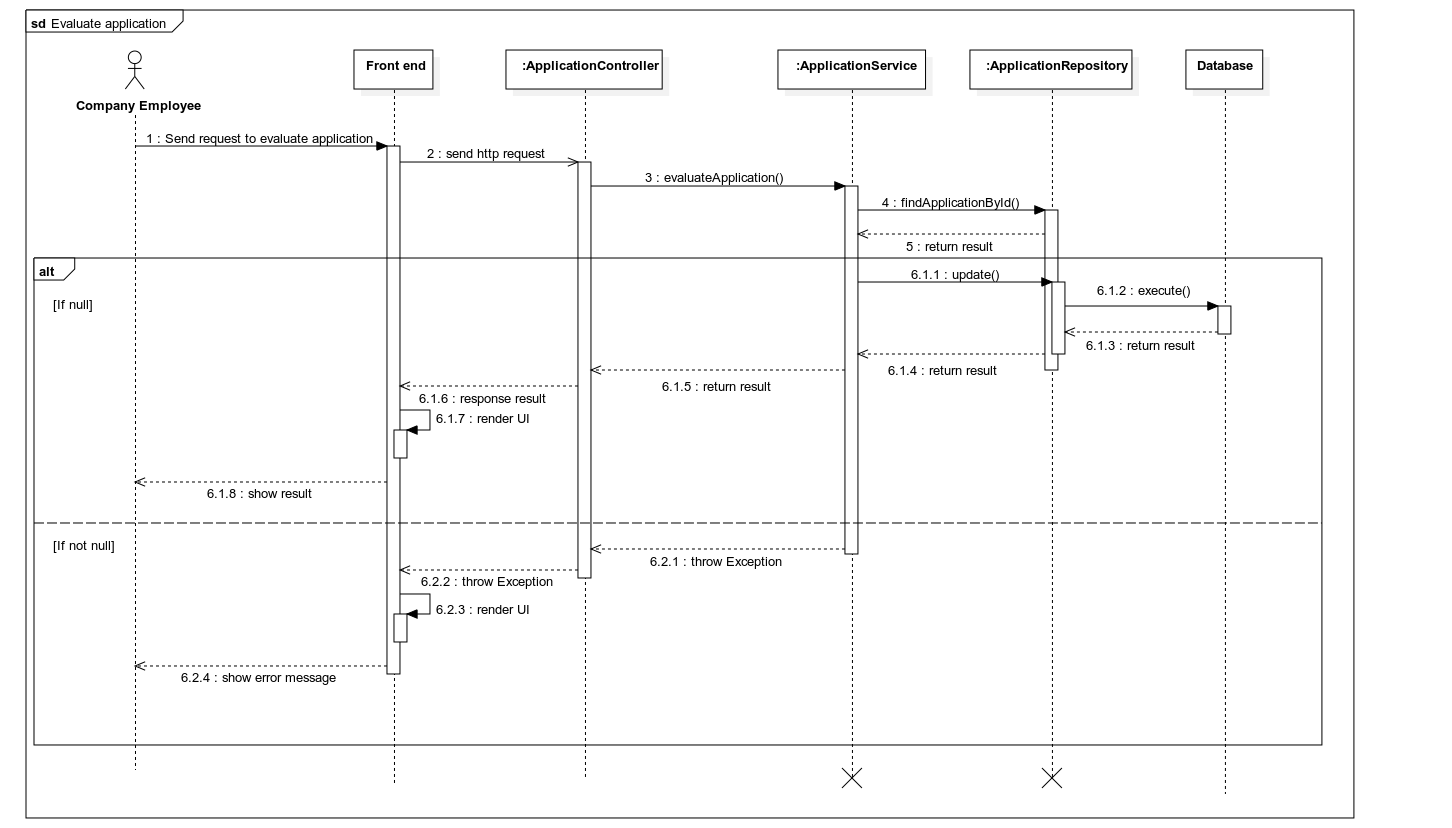 sd Evaluate application
Company Employee
Front end
:ApplicationController
:ApplicationService
:ApplicationRepository
Database
1 : Send request to evaluate application
2 : send http request
3 : evaluateApplication()
4 : findApplicationById()
5 : return result
alt
[If null]
6.1.1 : update()
6.1.2 : execute()
6.1.3 : return result
6.1.4 : return result
6.1.5 : return result
6.1.6 : response result
6.1.7 : render UI
6.1.8 : show result
[If not null]
6.2.1 : throw Exception
6.2.2 : throw Exception
6.2.3 : render UI
6.2.4 : show error message